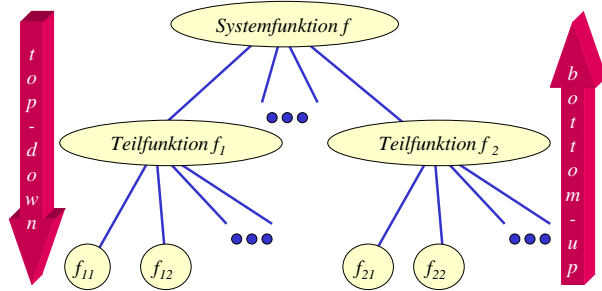 Systemfunktion f
top-down
bottom-up
Teilfunktion f1
Teilfunktion f2
f11
f12
f21
f22